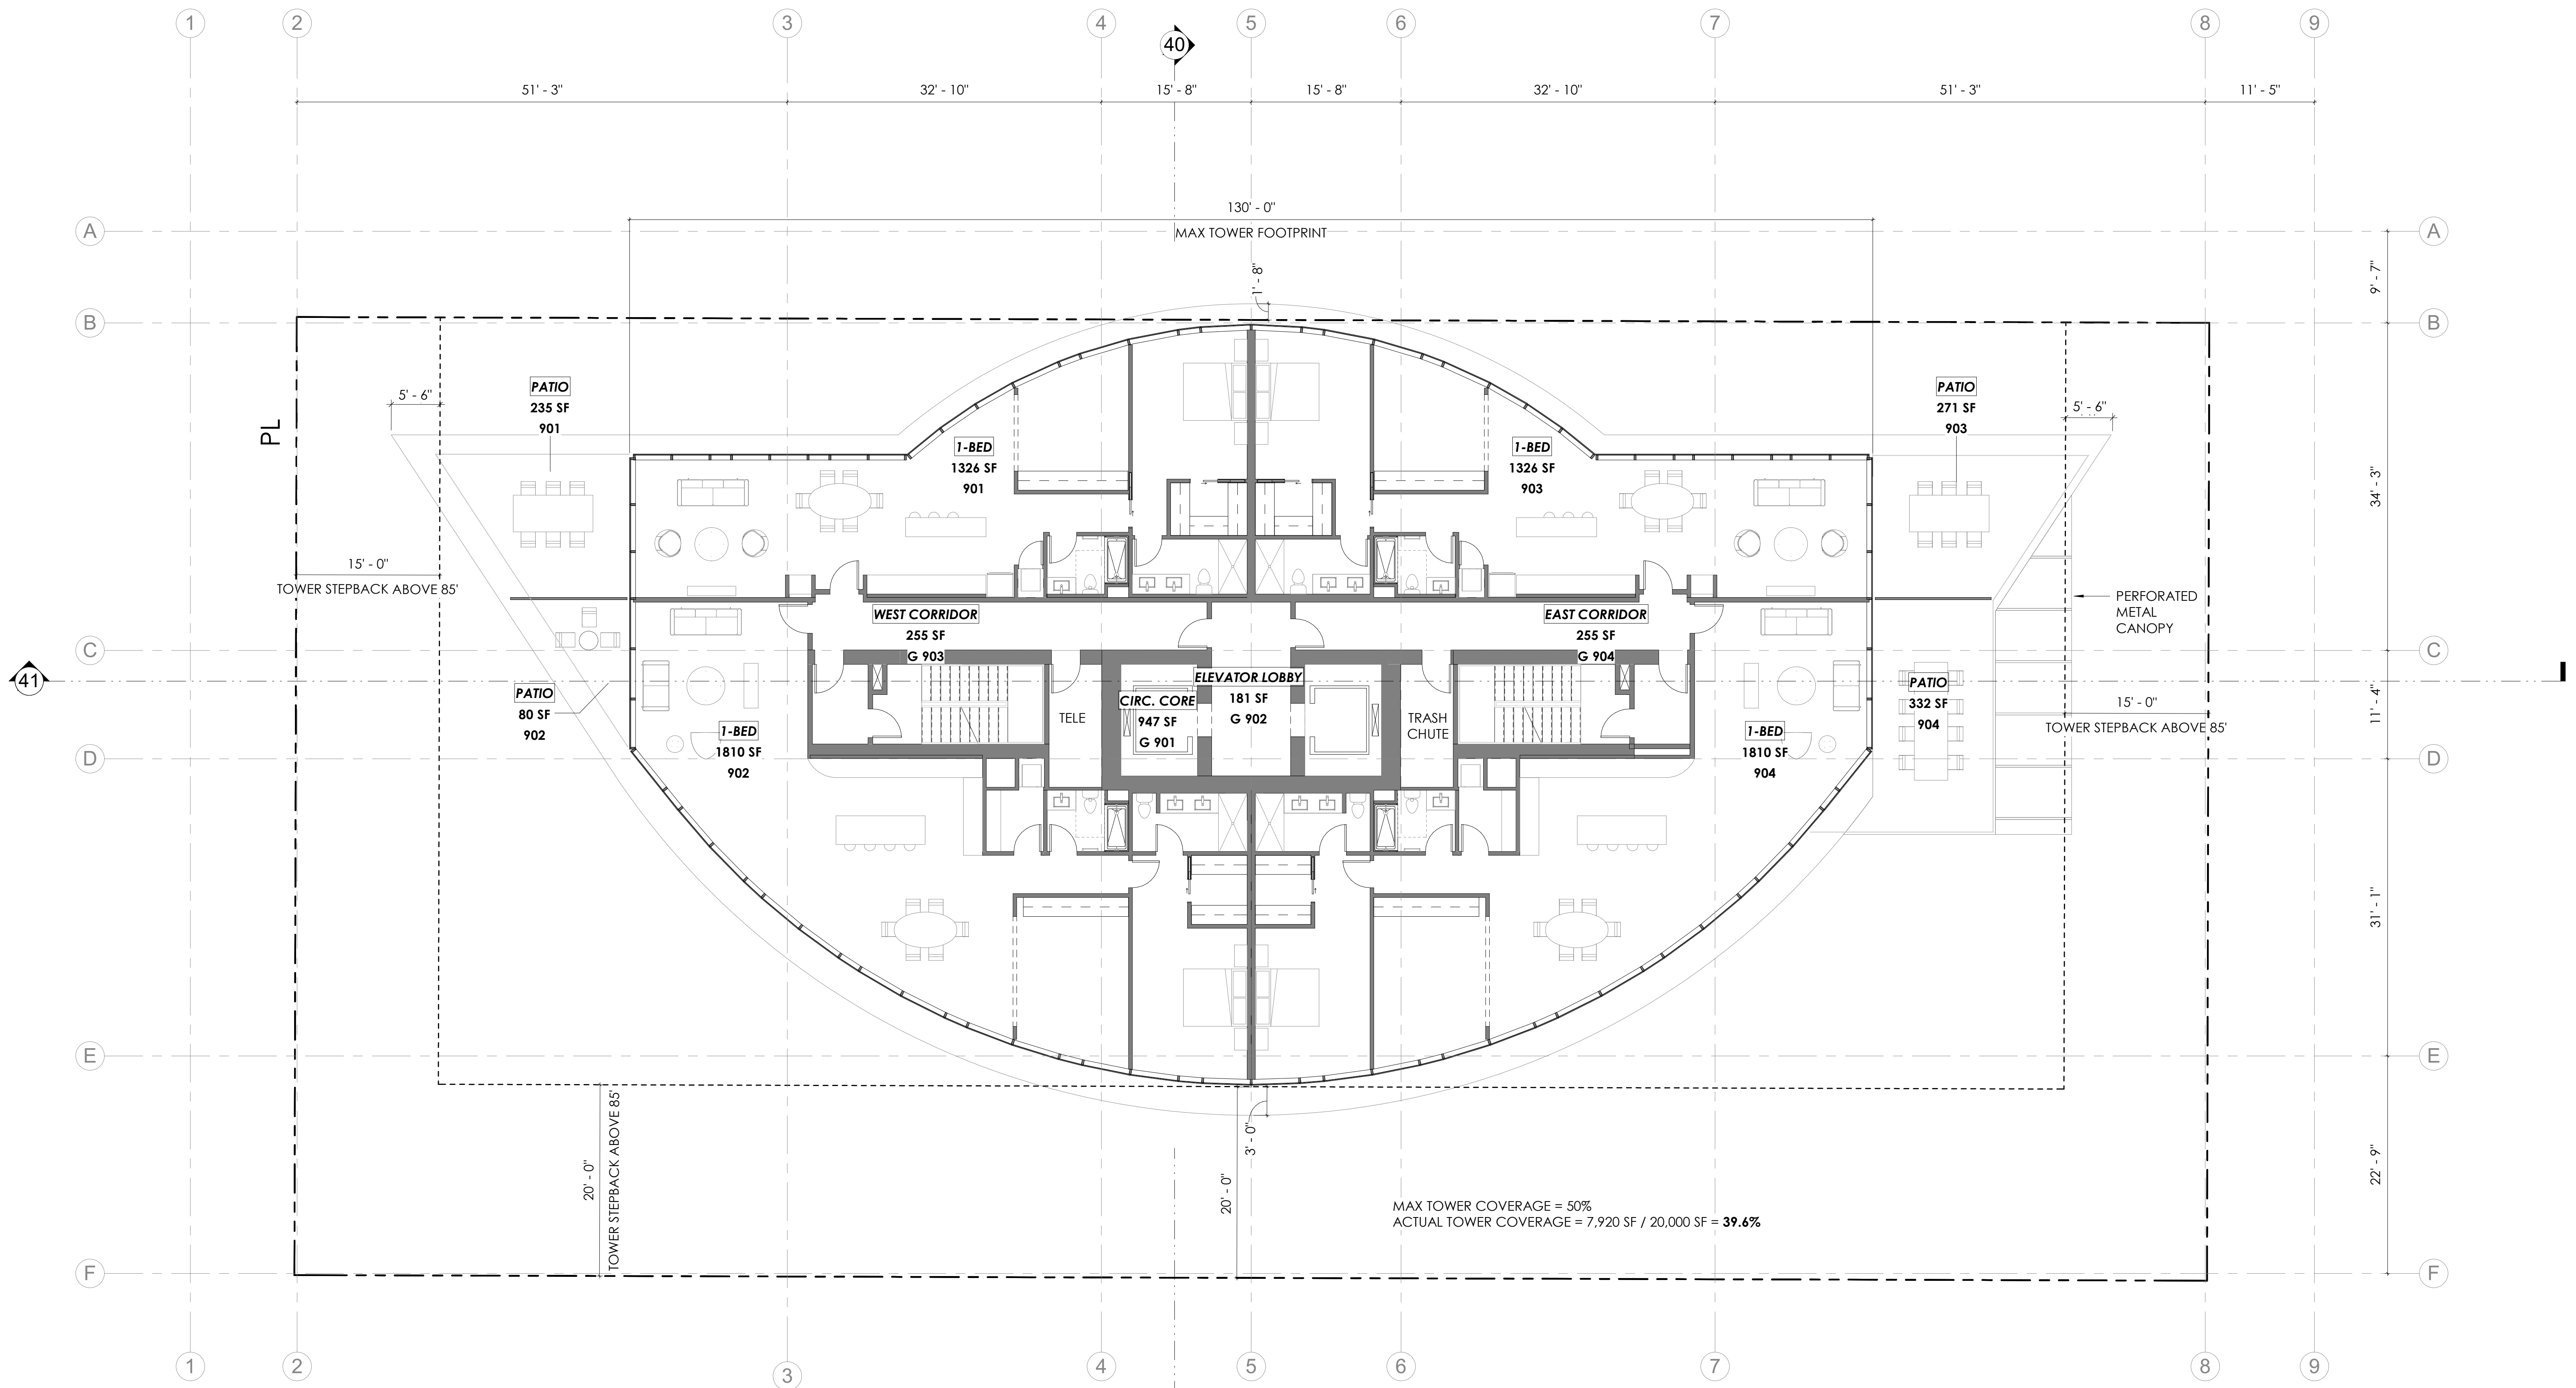 1 2 3 4 5 6 7 8 9
40
51' - 3" 32' - 10" 15' - 8" 15' - 8" 32' - 10" 51' - 3" 11' - 5"
130' - 0"
A MAX TOWER FOOTPRINT A
1' - 8"
9' - 7"
B B
PL
5' - 6"
PATIO
235 SF
901
1-BED
1326 SF
901
1-BED
1326 SF
903
PATIO
271 SF
903
5' - 6"
34' - 3"
15' - 0"
TOWER STEPBACK ABOVE 85'
PERFORATED
METAL
CANOPY
WEST CORRIDOR
255 SF
G 903
EAST CORRIDOR
255 SF
G 904
C C
41
PATIO
80 SF
902
1-BED
1810 SF
902
TELE
CIRC. CORE
947 SF
G 901
ELEVATOR LOBBY
181 SF
G 902
TRASH
CHUTE
1-BED
1810 SF
904
PATIO
332 SF
904
15' - 0"
TOWER STEPBACK ABOVE 85'
11' - 4"
D D
31' - 1"
E E
20' - 0"
TOWER STEPBACK ABOVE 85'
3' - 0"
20' - 0"
MAX TOWER COVERAGE = 50%
ACTUAL TOWER COVERAGE = 7,920 SF / 20,000 SF = 39.6%
22' - 9"
F F
1 2 3 4 5 6 7 8 9